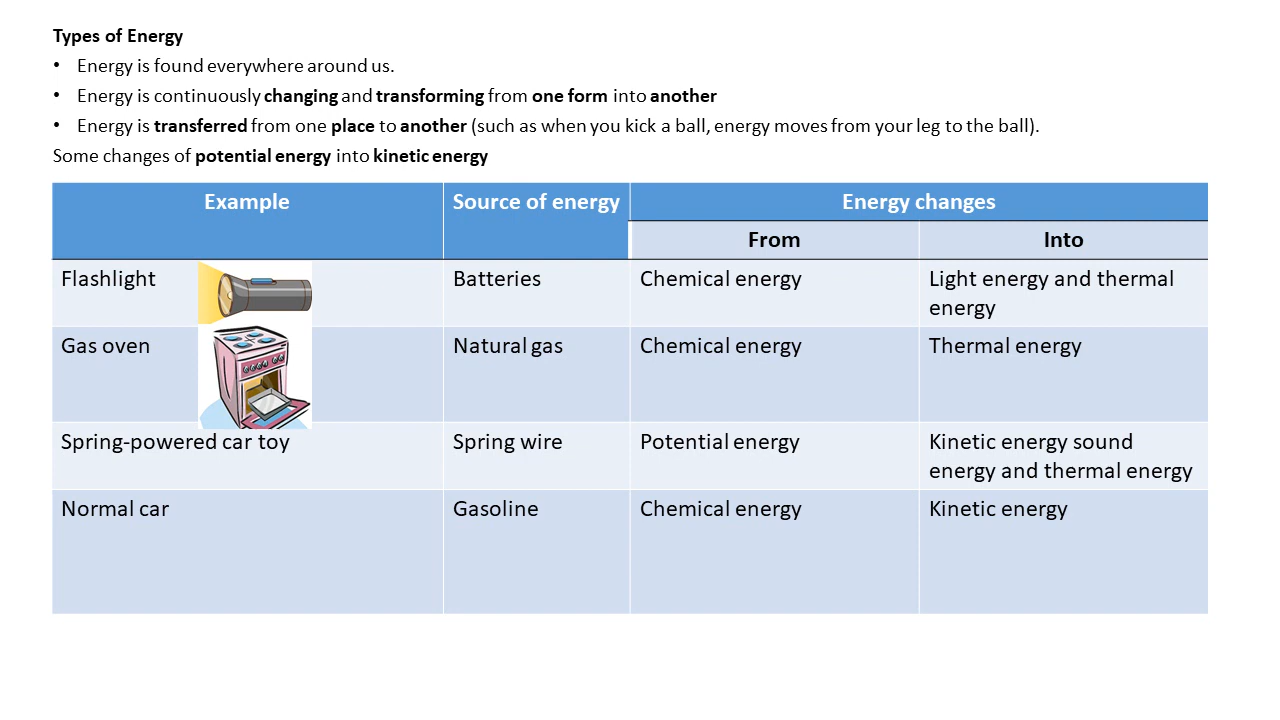 Types of Energy
• Energy is found everywhere around us.
• Energy is continuously changing and transforming from one form into another
• Energy is transferred from one place to another (such as when you kick a ball, energy moves from your leg to the ball).
Some changes of potential energy into kinetic energy
Example Source of energy Energy changes
From Into
Flashlight Batteries Chemical energy Light energy and thermal
energy
Gas oven Natural gas Chemical energy Thermal energy
Spring-powered car toy Spring wire Potential energy Kinetic energy sound
energy and thermal energy
Normal car Gasoline Chemical energy Kinetic energy